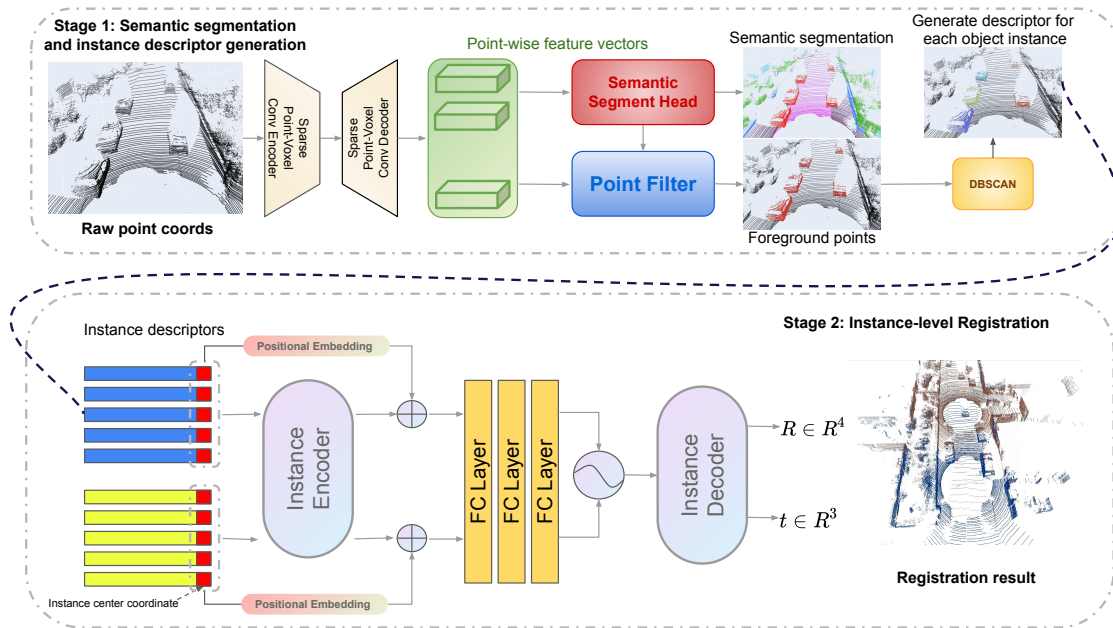 Stage 1: Semantic segmentation
and instance descriptor generation
Raw point coords
Sparse
Point-Voxel
Conv Encoder
Sparse
Point-Voxel
Conv Decoder
Point-wise feature vectors
Semantic
Segment Head
Point Filter
Semantic segmentation
Foreground points
Generate descriptor for
each object instance
DBSCAN
Stage 2: Instance-level Registration
Instance descriptors
Positional Embedding
Instance
Encoder
Instance center coordinate
Positional Embedding
FC Layer
FC Layer
FC Layer
Instance
Decoder
R ∈ R⁴
t ∈ R³
Registration result